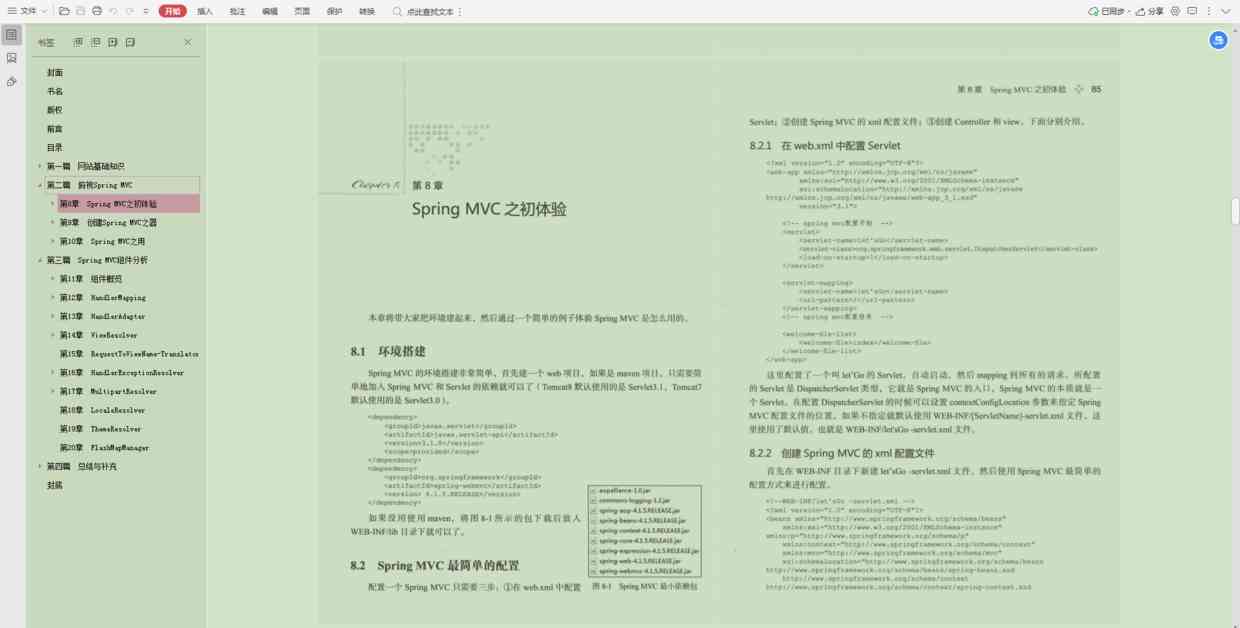 文件
开始
插入
批注
编辑
页面
保护
转换
点此查找文本
已同步
分享
书签
封面
书名
版权
前言
目录
第一篇 网站基础知识
第二篇 俯视Spring MVC
第8章 Spring MVC之初体验
第9章 创建Spring MVC之器
第10章 Spring MVC之用
第三篇 Spring MVC组件分析
第11章 组件概览
第12章 HandlerMapping
第13章 HandlerAdapter
第14章 ViewResolver
第15章 RequestToViewName-Translator
第16章 HandlerExceptionResolver
第17章 MultipartResolver
第18章 LocaleResolver
第19章 ThemeResolver
第20章 FlashMapManager
第四篇 总结与补充
封底
Chapter 8
第 8 章
Spring MVC 之初体验
本章将带大家把环境建起来，然后通过一个简单的例子体验 Spring MVC 是怎么用的。
8.1 环境搭建
Spring MVC 的环境搭建非常简单，首先建一个 web 项目，如果是 maven 项目，只需要简
单地加入 Spring MVC 和 Servlet 的依赖就可以了（Tomcat8 默认使用的是 Servlet3.1，Tomcat7
默认使用的是 Servlet3.0）。
<dependency>
<groupId>javax.servlet</groupId>
<artifactId>javax.servlet-api</artifactId>
<version>3.1.0</version>
<scope>provided</scope>
</dependency>
<dependency>
<groupId>org.springframework</groupId>
<artifactId>spring-webmvc</artifactId>
<version> 4.1.5.RELEASE</version>
</dependency>
如果没用使用 maven，将图 8-1 所示的包下载后放入
WEB-INF/lib 目录下就可以了。
aopalliance-1.0.jar
commons-logging-1.2.jar
spring-aop-4.1.5.RELEASE.jar
spring-beans-4.1.5.RELEASE.jar
spring-context-4.1.5.RELEASE.jar
spring-core-4.1.5.RELEASE.jar
spring-expression-4.1.5.RELEASE.jar
spring-web-4.1.5.RELEASE.jar
spring-webmvc-4.1.5.RELEASE.jar
图 8-1 Spring MVC 最小依赖包
8.2 Spring MVC 最简单的配置
配置一个 Spring MVC 只需要三步：①在 web.xml 中配置
第 8 章 Spring MVC 之初体验 85
Servlet；②创建 Spring MVC 的 xml 配置文件；③创建 Controller 和 view。下面分别介绍。
8.2.1 在 web.xml 中配置 Servlet
<?xml version="1.0" encoding="UTF-8"?>
<web-app xmlns="http://xmlns.jcp.org/xml/ns/javaee"
xmlns:xsi="http://www.w3.org/2001/XMLSchema-instance"
xsi:schemaLocation="http://xmlns.jcp.org/xml/ns/javaee
http://xmlns.jcp.org/xml/ns/javaee/web-app_3_1.xsd"
version="3.1">
<!-- spring mvc配置开始 -->
<servlet>
<servlet-name>let'sGo</servlet-name>
<servlet-class>org.springframework.web.servlet.DispatcherServlet</servlet-class>
<load-on-startup>1</load-on-startup>
</servlet>
<servlet-mapping>
<servlet-name>let'sGo</servlet-name>
<url-pattern>/</url-pattern>
</servlet-mapping>
<!-- spring mvc配置结束 -->
<welcome-file-list>
<welcome-file>index</welcome-file>
</welcome-file-list>
</web-app>
这里配置了一个叫 let'sGo 的 Servlet，自动启动，然后 mapping 到所有的请求。所配置
的 Servlet 是 DispatcherServlet 类型，它就是 Spring MVC 的入口，Spring MVC 的本质就是一
个 Servlet。在配置 DispatcherServlet 的时候可以设置 contextConfigLocation 参数来指定 Spring
MVC 配置文件的位置，如果不指定就默认使用 WEB-INF/[ServletName]-servlet.xml 文件，这
里使用了默认值，也就是 WEB-INF/let'sGo -servlet.xml 文件。
8.2.2 创建 Spring MVC 的 xml 配置文件
首先在 WEB-INF 目录下新建 let'sGo -servlet.xml 文件，然后使用 Spring MVC 最简单的
配置方式来进行配置。
<!--WEB-INF/let'sGo -servlet.xml -->
<?xml version="1.0" encoding="UTF-8"?>
<beans xmlns="http://www.springframework.org/schema/beans"
xmlns:xsi="http://www.w3.org/2001/XMLSchema-instance"
xmlns:p="http://www.springframework.org/schema/p"
xmlns:context="http://www.springframework.org/schema/context"
xmlns:mvc="http://www.springframework.org/schema/mvc"
xsi:schemaLocation="http://www.springframework.org/schema/beans
http://www.springframework.org/schema/beans/spring-beans.xsd
http://www.springframework.org/schema/context
http://www.springframework.org/schema/context/spring-context.xsd